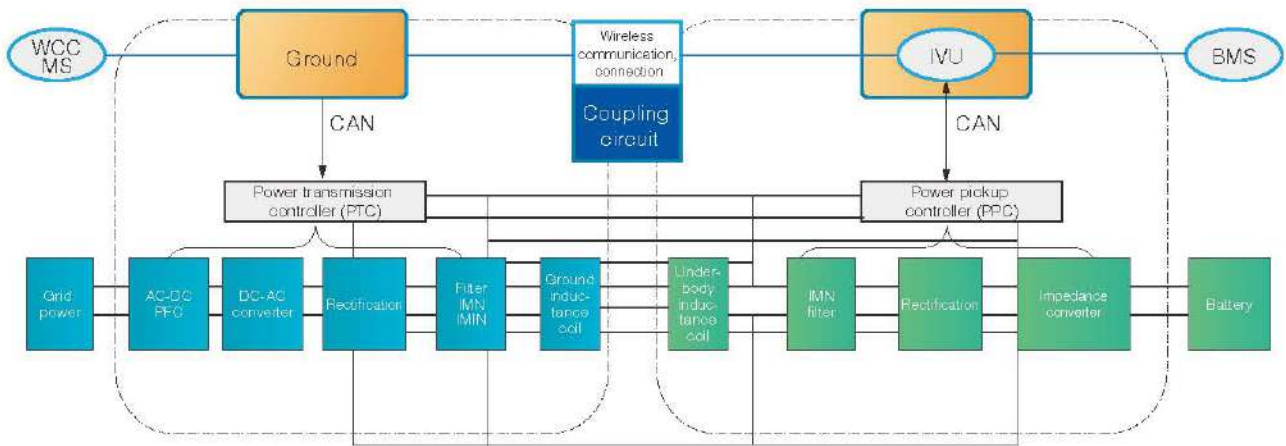 WCC
MS
Ground
Wireless
communication,
connection
IVU
BMS
CAN
Coupling
circuit
CAN
Power transmission
controller (PTC)
Power pickup
controller (PPC)
Grid
power
AC-DC
PFC
DC-AC
converter
Rectification
Filter
IMN
IMIN
Ground
induc-
tance
coil
Under-
body
induc-
tance
coil
IMN
filter
Rectification
Impedance
converter
Battery